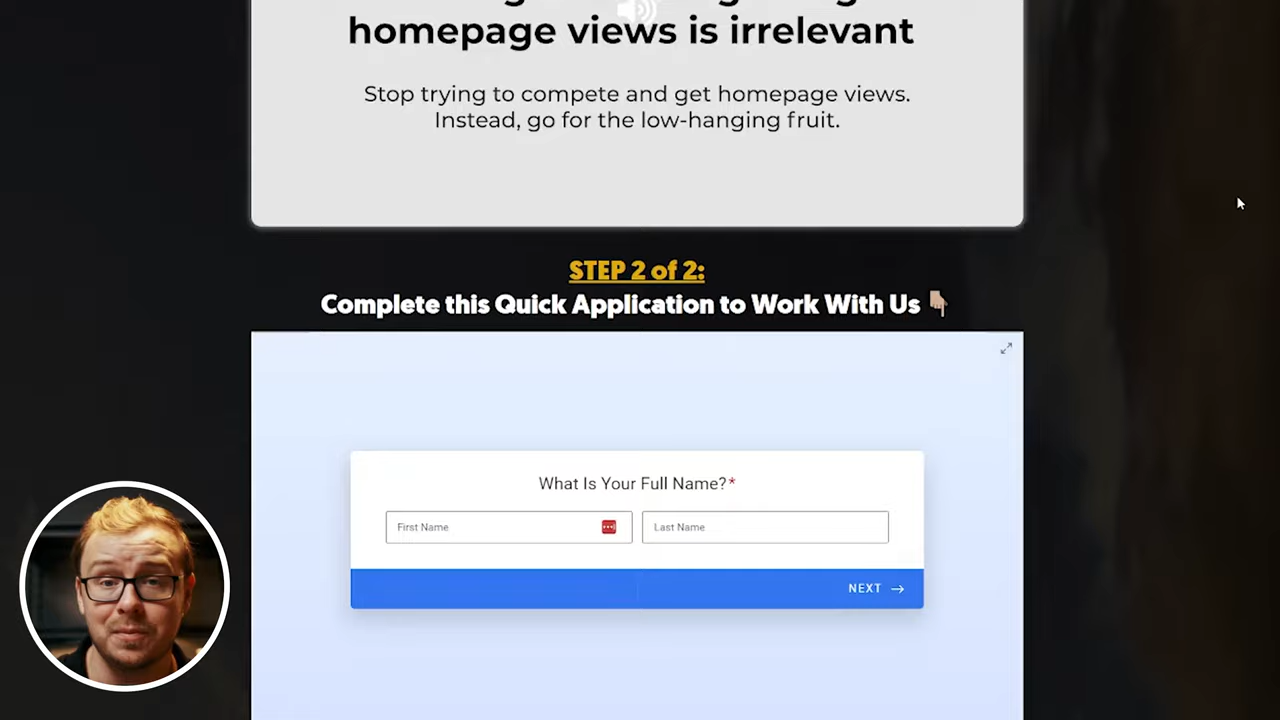 homepage views is irrelevant
Stop trying to compete and get homepage views.
Instead, go for the low-hanging fruit.
STEP 2 of 2:
Complete this Quick Application to Work With Us
What Is Your Full Name?*
First Name
Last Name
NEXT